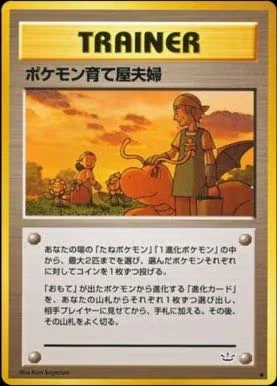 TRAINER
ポケモン育て屋夫婦
あなたの場の「たねポケモン」「1進化ポケモン」の中
から、最大2匹までを選び、選んだポケモンそれぞれ
に対してコインを1枚ずつ投げる。
「おもて」が出たポケモンから進化する「進化カード」
を、あなたの山札からそれぞれ1枚ずつ選び出し、
相手プレイヤーに見せてから、手札に加える。その後、
その山札をよく切る。
Illus. Ken Sugimori